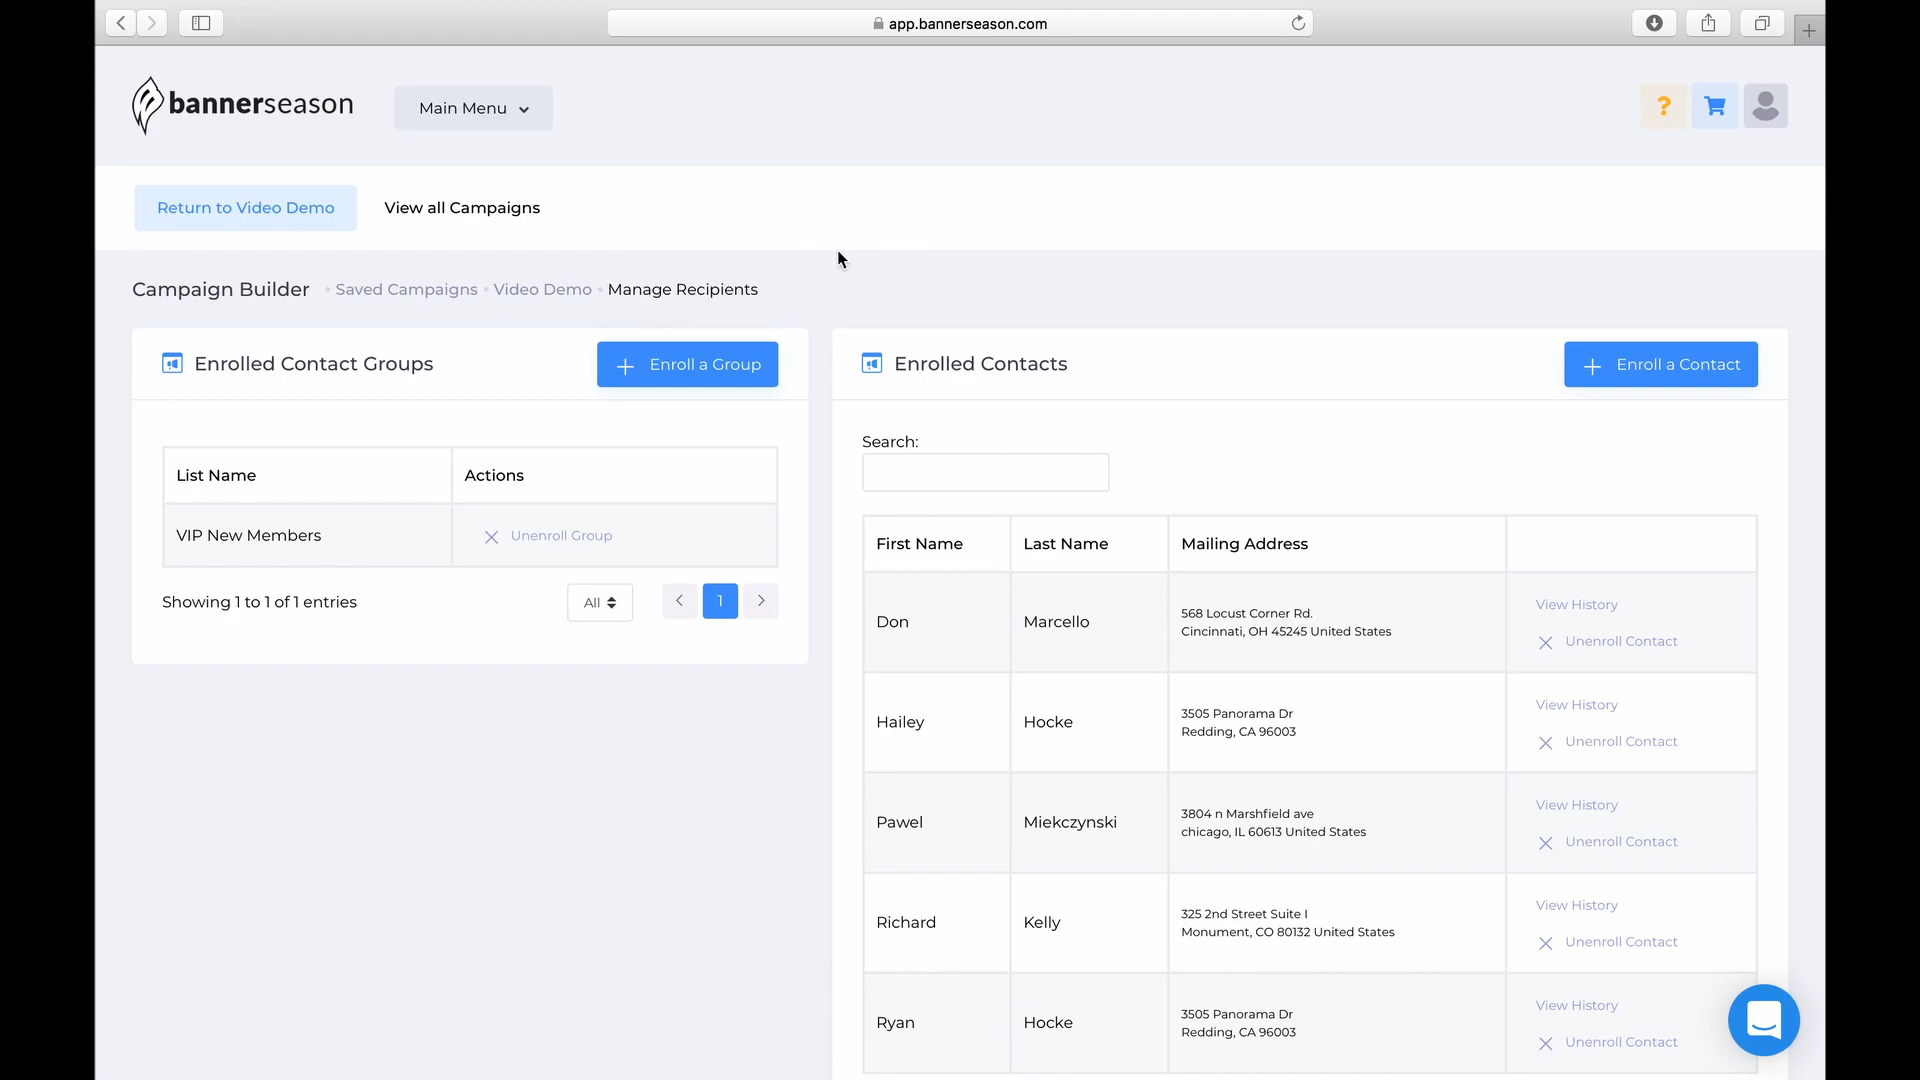 app.bannerseason.com
bannerseason
Main Menu
?
Return to Video Demo
View all Campaigns
Campaign Builder • Saved Campaigns • Video Demo • Manage Recipients
Enrolled Contact Groups
+ Enroll a Group
List Name
Actions
VIP New Members
Unenroll Group
Showing 1 to 1 of 1 entries
All
1
Enrolled Contacts
+ Enroll a Contact
Search:
First Name
Last Name
Mailing Address
Don
Marcello
568 Locust Corner Rd.
Cincinnati, OH 45245 United States
View History
Unenroll Contact
Hailey
Hocke
3505 Panorama Dr
Redding, CA 96003
View History
Unenroll Contact
Pawel
Miekczynski
3804 n Marshfield ave
chicago, IL 60613 United States
View History
Unenroll Contact
Richard
Kelly
325 2nd Street Suite I
Monument, CO 80132 United States
View History
Unenroll Contact
Ryan
Hocke
3505 Panorama Dr
Redding, CA 96003
View History
Unenroll Contact